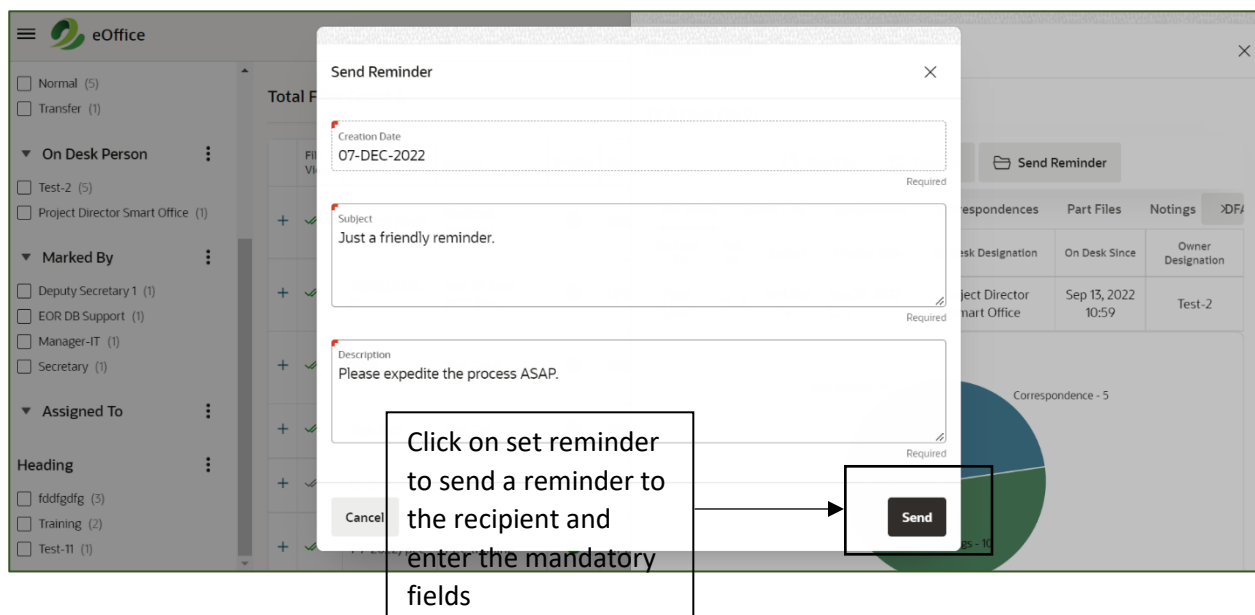 eOffice
Normal (5)
Transfer (1)
On Desk Person
Test-2 (5)
Project Director Smart Office (1)
Marked By
Deputy Secretary 1 (1)
EOR DB Support (1)
Manager-IT (1)
Secretary (1)
Assigned To
Heading
fddfgdfg (3)
Training (2)
Test-11 (1)
Total F
Send Reminder
Creation Date
07-DEC-2022
Required
Subject
Just a friendly reminder.
Required
Description
Please expedite the process ASAP.
Required
Cancel
Send
Click on set reminder
to send a reminder to
the recipient and
enter the mandatory
fields
Send Reminder
respondences Part Files Notings DFA
esk Designation On Desk Since Owner
Designation
ject Director Sep 13, 2022 Test-2
mart Office 10:59
Correspondence - 5
gs - 10